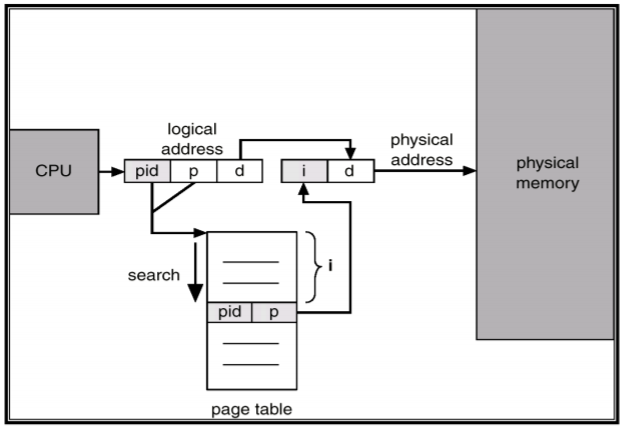 logical
address
physical
address
CPU
pid p d
i d
physical
memory
search
i
pid p
page table